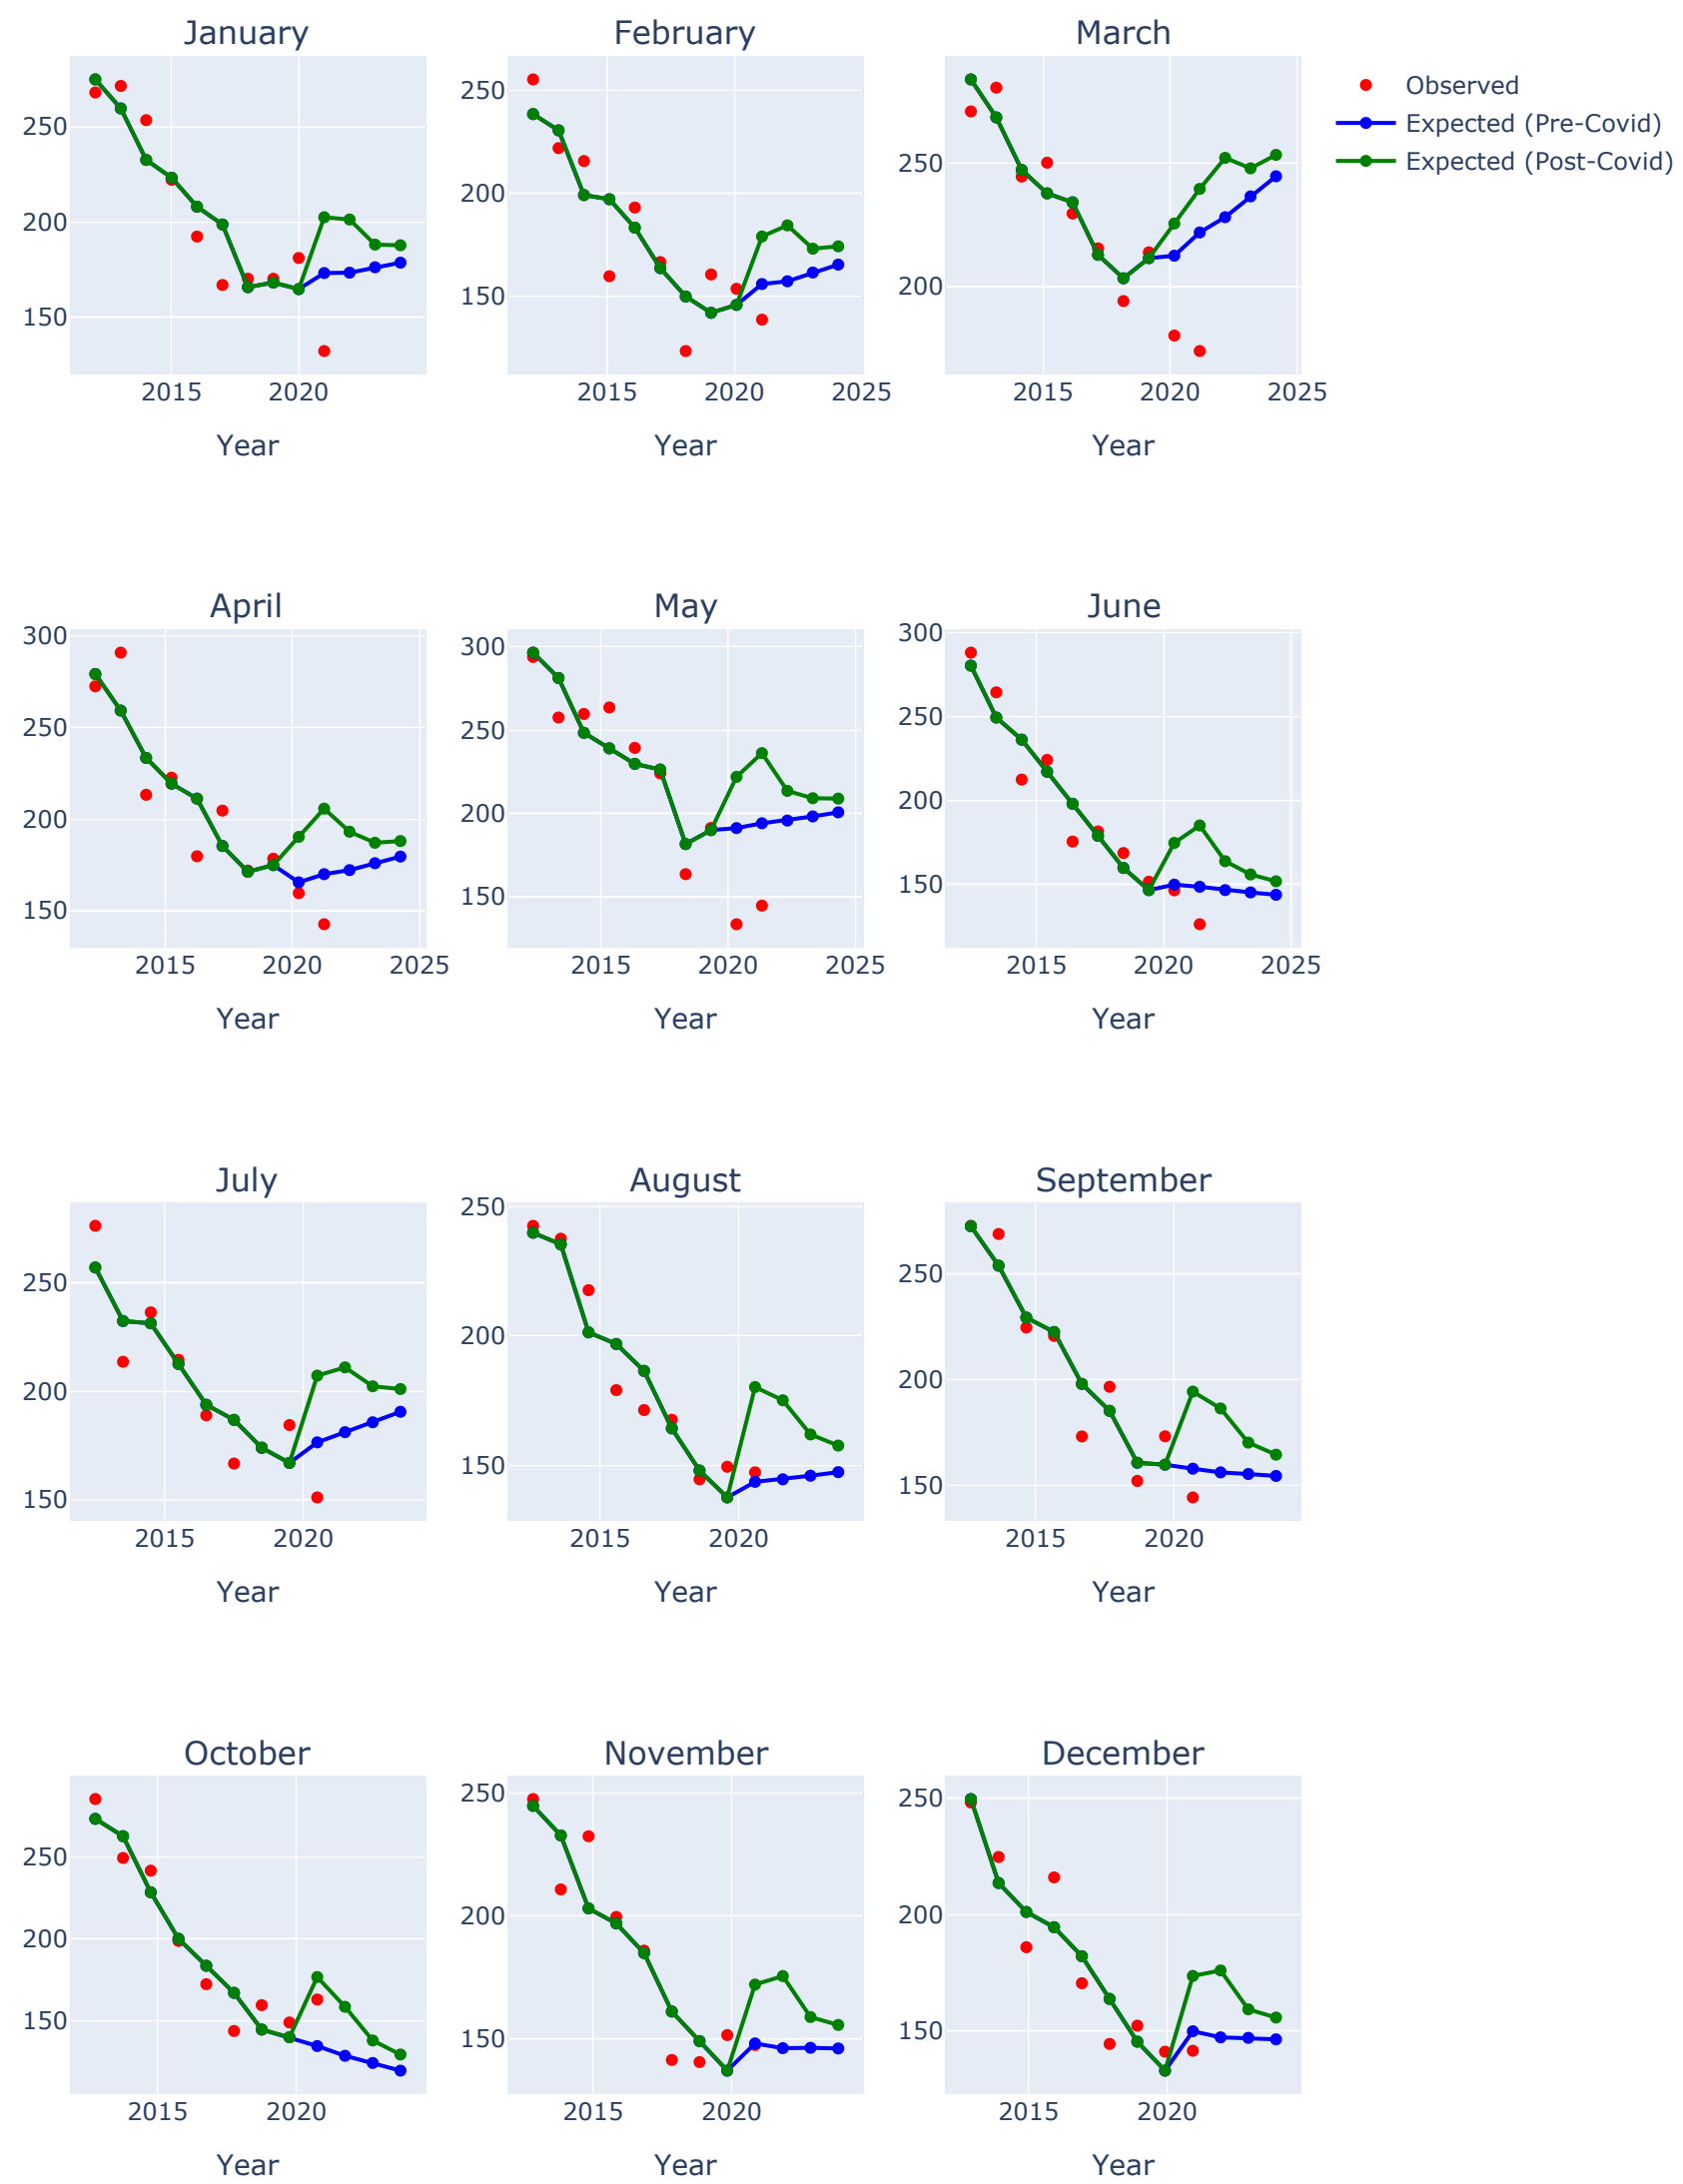 January February March
Observed
Expected (Pre-Covid)
Expected (Post-Covid)
250
200
150
2015 2020
Year
250
200
150
2015 2020 2025
Year
250
200
2015 2020 2025
Year
April May June
300
250
200
150
2015 2020 2025
Year
300
250
200
150
2015 2020 2025
Year
300
250
200
150
2015 2020 2025
Year
July August September
250
200
150
2015 2020
Year
250
200
150
2015 2020
Year
250
200
150
2015 2020
Year
October November December
250
200
150
2015 2020
Year
250
200
150
2015 2020
Year
250
200
150
2015 2020
Year